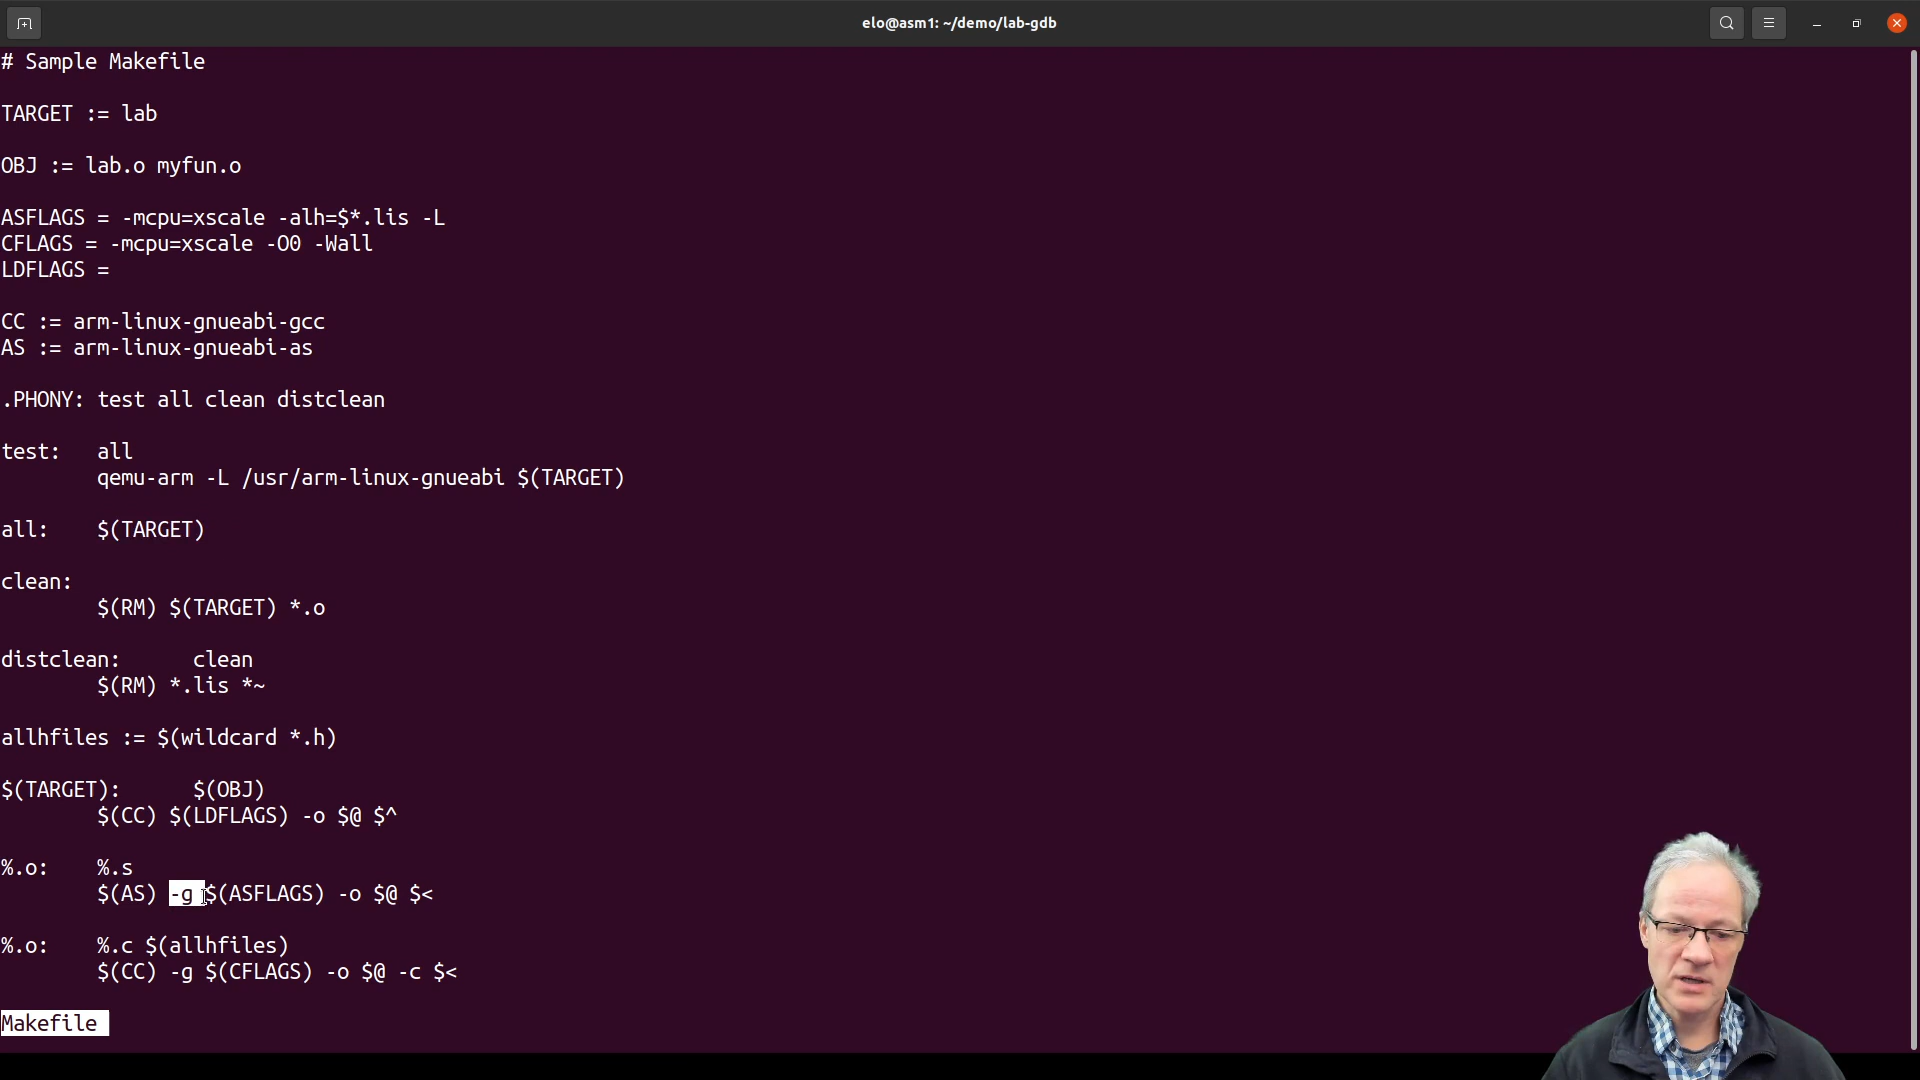 elo@asm1: ~/demo/lab-gdb
# Sample Makefile
TARGET := lab
OBJ := lab.o myfun.o
ASFLAGS = -mcpu=xscale -alh=$*.lis -L
CFLAGS = -mcpu=xscale -O0 -Wall
LDFLAGS =
CC := arm-linux-gnueabi-gcc
AS := arm-linux-gnueabi-as
.PHONY: test all clean distclean
test:   all
        qemu-arm -L /usr/arm-linux-gnueabi $(TARGET)
all:    $(TARGET)
clean:
        $(RM) $(TARGET) *.o
distclean:      clean
        $(RM) *.lis *~
allhfiles := $(wildcard *.h)
$(TARGET):      $(OBJ)
        $(CC) $(LDFLAGS) -o $@ $^
%.o:    %.s
        $(AS) -g $(ASFLAGS) -o $@ $<
%.o:    %.c $(allhfiles)
        $(CC) -g $(CFLAGS) -o $@ -c $<
Makefile